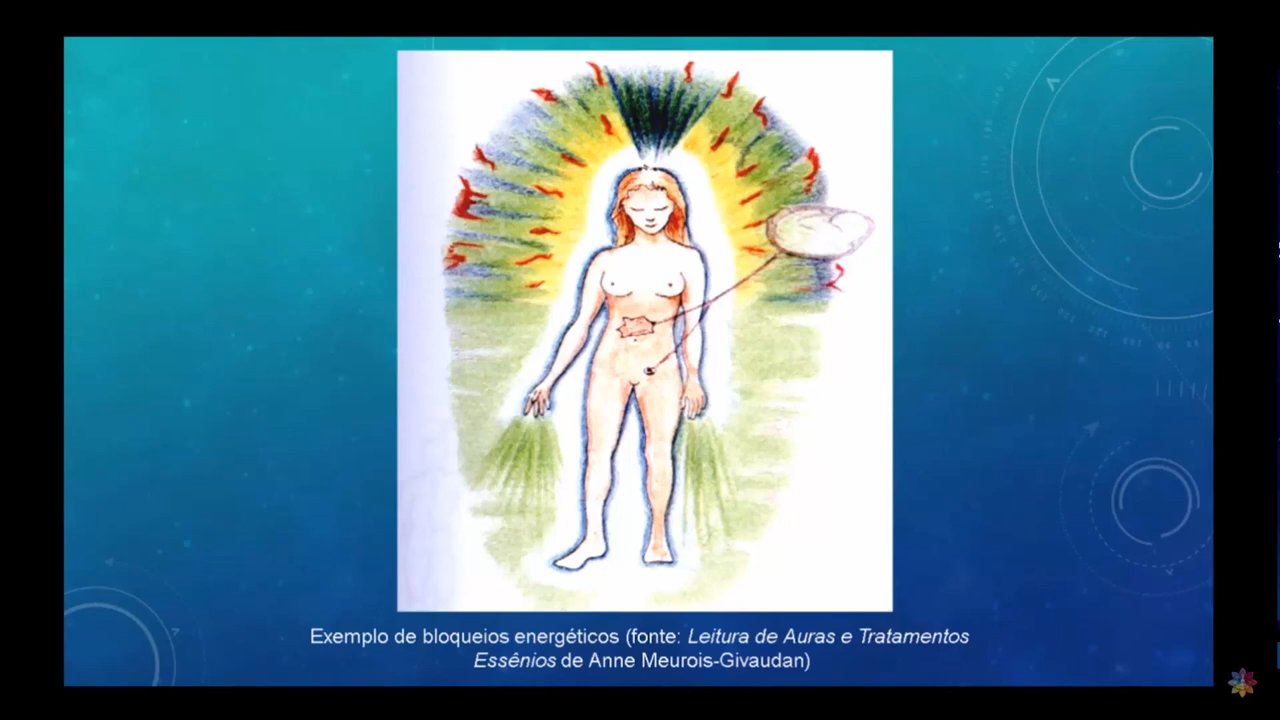 Exemplo de bloqueios energéticos (fonte: Leitura de Auras e Tratamentos
Essênios de Anne Meurois-Givaudan)